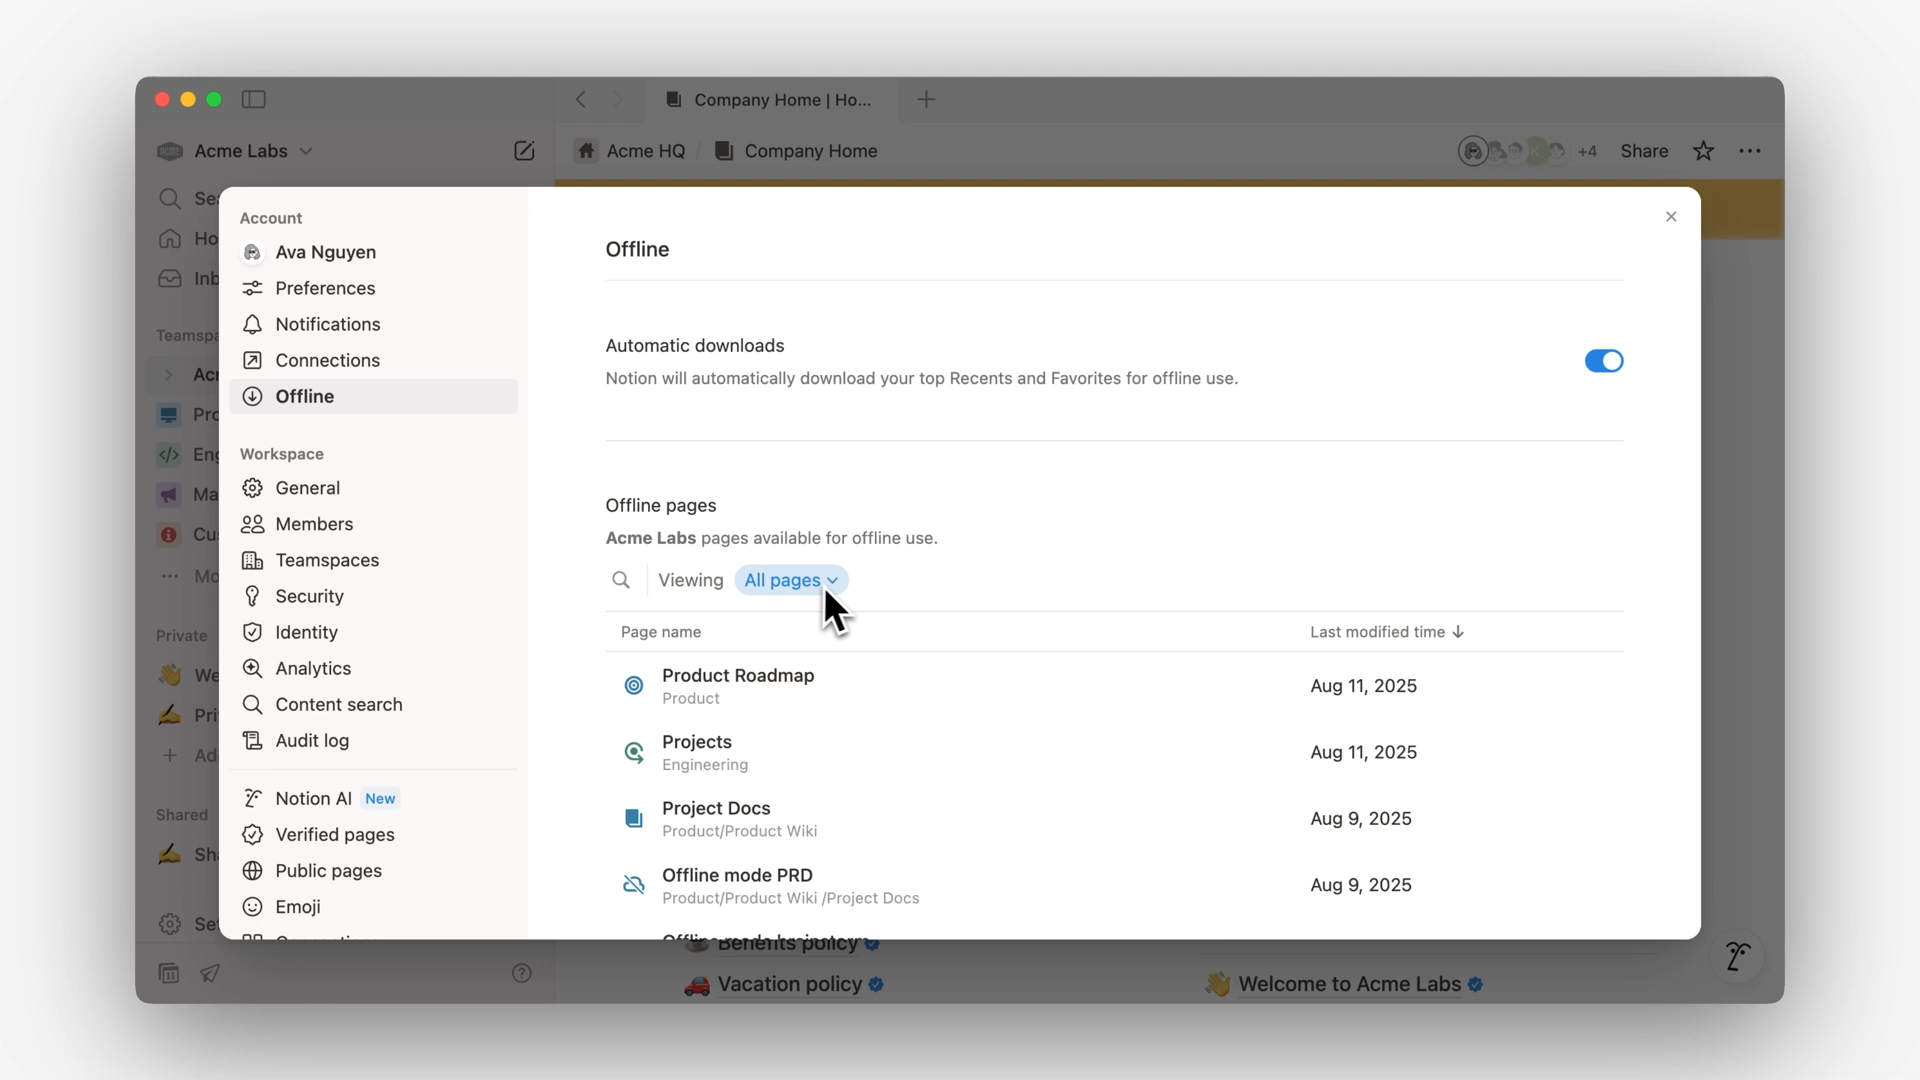 Company Home | Ho...
Acme Labs
Acme HQ / Company Home
+4 Share
Account
Ava Nguyen
Preferences
Notifications
Connections
Offline
Workspace
General
Members
Teamspaces
Security
Identity
Analytics
Content search
Audit log
Notion AI New
Verified pages
Public pages
Emoji
Offline
Automatic downloads
Notion will automatically download your top Recents and Favorites for offline use.
Offline pages
Acme Labs pages available for offline use.
Viewing All pages
Page name Last modified time
Product Roadmap
Product
Aug 11, 2025
Projects
Engineering
Aug 11, 2025
Project Docs
Product/Product Wiki
Aug 9, 2025
Offline mode PRD
Product/Product Wiki /Project Docs
Aug 9, 2025
Private
Shared
Benefits policy
Vacation policy
Welcome to Acme Labs